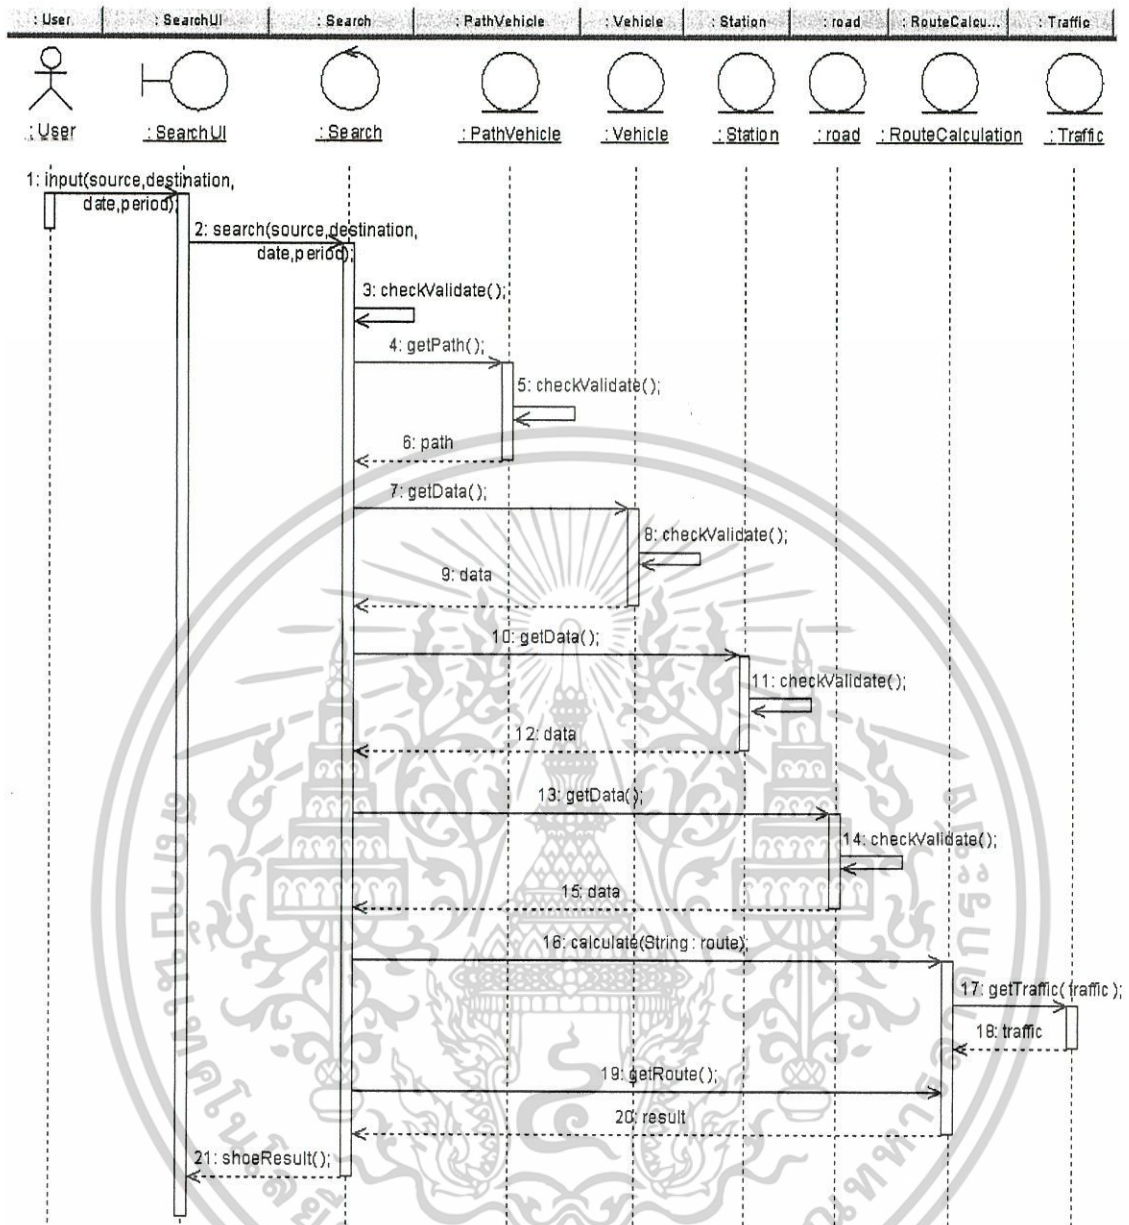 : User : SearchUI : Search : PathVehicle : Vehicle : Station : road : RouteCalcu... : Traffic
: User : SearchUI : Search : PathVehicle : Vehicle : Station : road : RouteCalculation : Traffic
1: input(source,destination,
date,period);
2: search(source,destination,
date,period);
3: checkValidate();
4: getPath();
5: checkValidate();
6: path
7: getData();
8: checkValidate();
9: data
10: getData();
11: checkValidate();
12: data
13: getData();
14: checkValidate();
15: data
16: calculate(String : route);
17: getTraffic(traffic );
18: traffic
19: getRoute();
20: result
21: shoeResult();